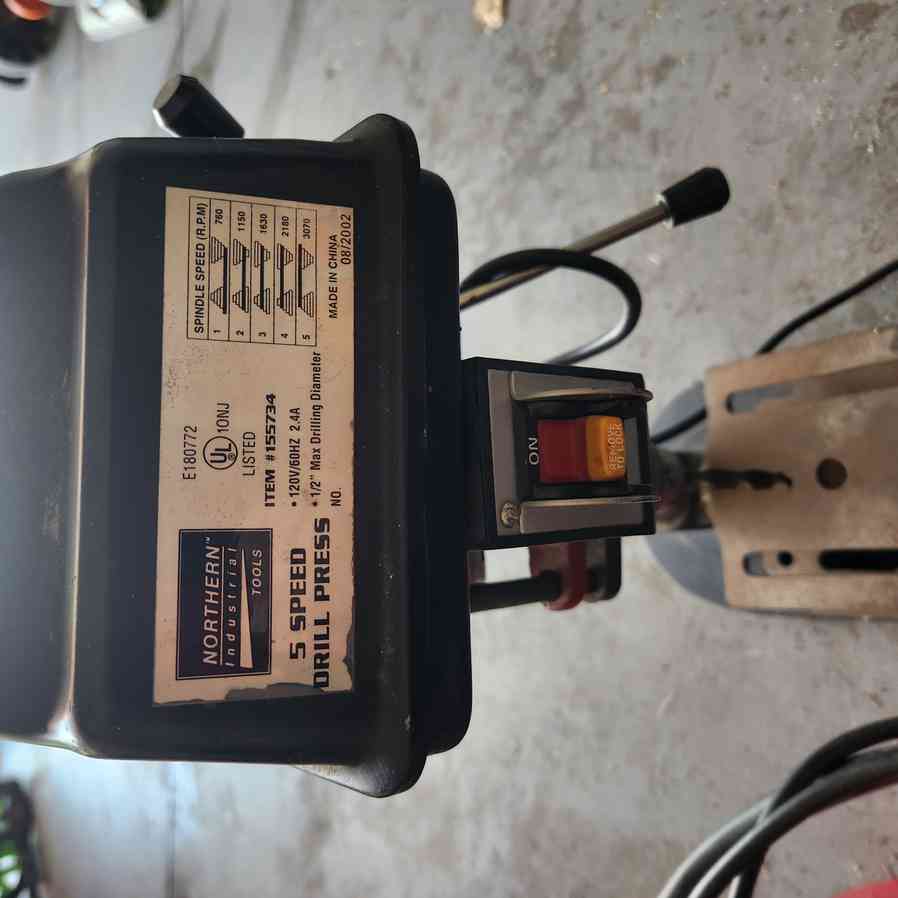 NORTHERN™
Industrial
TOOLS
5 SPEED
DRILL PRESS
E180772
UL 10NJ
®
LISTED
ITEM #155734
• 120V/60HZ 2.4A
• 1/2" Max Drilling Diameter
NO.
SPINDLE SPEED (R.P.M)
1 760
2 1150
3 1630
4 2180
5 3070
MADE IN CHINA
08/2002
ON
REMOVE
TO LOCK